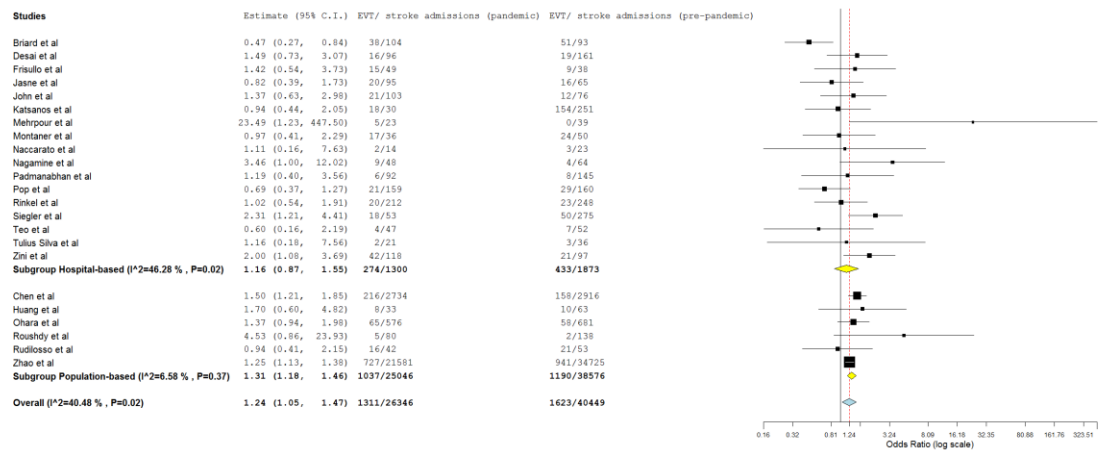 Studies Estimate (95% C.I.) EVT/ stroke admissions (pandemic) EVT/ stroke admissions (pre-pandemic)
Briard et al 0.47 (0.27, 0.84) 38/104 51/93
Desai et al 1.49 (0.73, 3.07) 16/96 19/161
Frisullo et al 1.42 (0.54, 3.73) 15/49 9/38
Jasne et al 0.82 (0.39, 1.73) 20/95 16/65
John et al 1.37 (0.63, 2.98) 21/103 12/76
Katsanos et al 0.94 (0.44, 2.05) 18/30 154/251
Mehrpour et al 23.49 (1.23, 447.50) 5/23 0/39
Montaner et al 0.97 (0.41, 2.29) 17/36 24/50
Naccarato et al 1.11 (0.16, 7.63) 2/14 3/23
Nagamine et al 3.46 (1.00, 12.02) 9/48 4/64
Padmanabhan et al 1.19 (0.40, 3.56) 6/92 8/145
Pop et al 0.69 (0.37, 1.27) 21/159 29/160
Rinkel et al 1.02 (0.54, 1.91) 20/212 23/248
Siegler et al 2.31 (1.21, 4.41) 18/53 50/275
Teo et al 0.60 (0.16, 2.19) 4/47 7/52
Tulius Silva et al 1.16 (0.18, 7.56) 2/21 3/36
Zini et al 2.00 (1.08, 3.69) 42/118 21/97
Subgroup Hospital-based (I^2=46.28 % , P=0.02) 1.16 (0.87, 1.55) 274/1300 433/1873
Chen et al 1.50 (1.21, 1.85) 216/2734 158/2916
Huang et al 1.70 (0.60, 4.82) 8/33 10/63
Ohara et al 1.37 (0.94, 1.98) 65/576 58/681
Roushdy et al 4.53 (0.86, 23.93) 5/80 2/138
Rudilosso et al 0.94 (0.41, 2.15) 16/42 21/53
Zhao et al 1.25 (1.13, 1.38) 727/21581 941/34725
Subgroup Population-based (I^2=6.58 % , P=0.37) 1.31 (1.18, 1.46) 1037/25046 1190/38576
Overall (I^2=40.48 % , P=0.02) 1.24 (1.05, 1.47) 1311/26346 1623/40449
0.16 0.32 0.81 1.24 3.24 8.09 16.18 32.35 80.88 161.76 323.51
Odds Ratio (log scale)